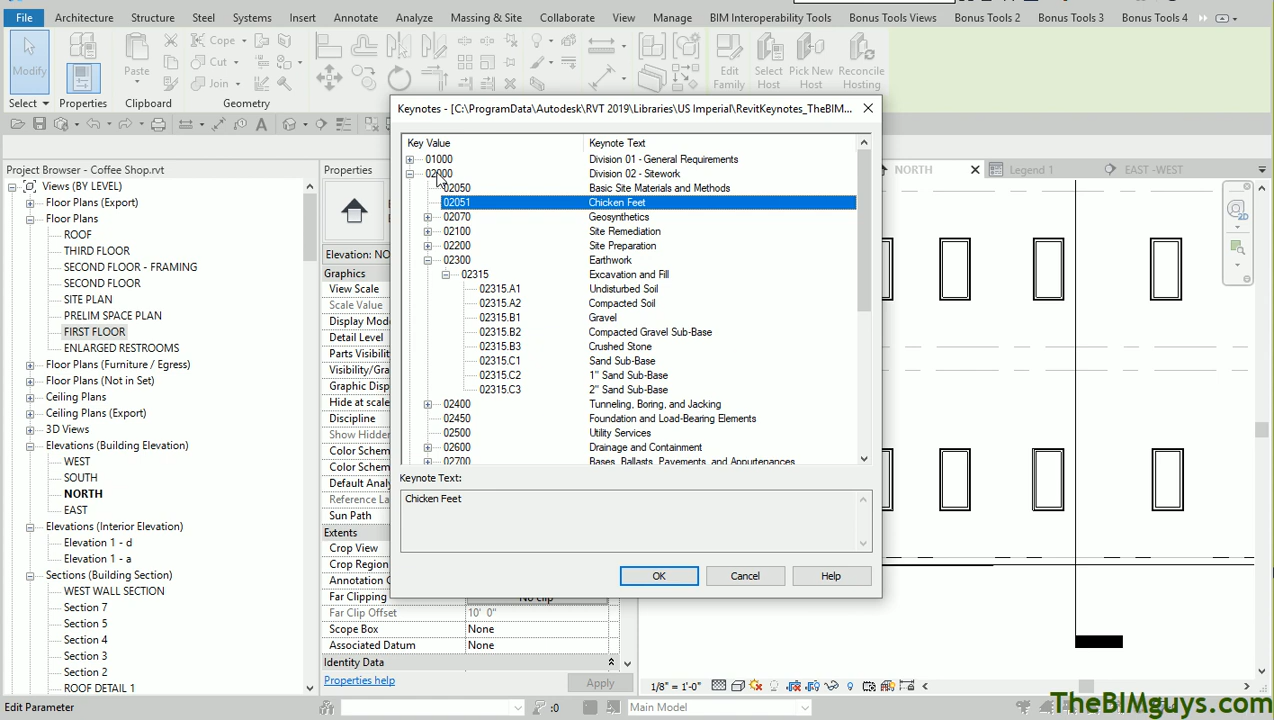 File Architecture Structure Steel Systems Insert Annotate Analyze Massing & Site Collaborate View Manage BIM Interoperability Tools Bonus Tools Views Bonus Tools 2 Bonus Tools 3 Bonus Tools 4
Cope
Cut
Modify Paste Join Edit Select Pick New Reconcile
Family Host Host Hosting
Select Properties Clipboard Geometry
Keynotes - [C:\ProgramData\Autodesk\RVT 2019\Libraries\US Imperial\RevitKeynotes_TheBIM...
Key Value Keynote Text
01000 Division 01 - General Requirements
02000 Division 02 - Sitework
02050 Basic Site Materials and Methods
02051 Chicken Feet
02070 Geosynthetics
02100 Site Remediation
02200 Site Preparation
02300 Earthwork
02315 Excavation and Fill
02315.A1 Undisturbed Soil
02315.A2 Compacted Soil
02315.B1 Gravel
02315.B2 Compacted Gravel Sub-Base
02315.B3 Crushed Stone
02315.C1 Sand Sub-Base
02315.C2 1" Sand Sub-Base
02315.C3 2" Sand Sub-Base
02400 Tunneling, Boring, and Jacking
02450 Foundation and Load-Bearing Elements
02500 Utility Services
02600 Drainage and Containment
02700 Bases, Ballasts, Pavements, and Appurtenances
Keynote Text:
Chicken Feet
OK Cancel Help
Project Browser - Coffee Shop.rvt
Views (BY LEVEL)
Floor Plans (Export)
Floor Plans
ROOF
THIRD FLOOR
SECOND FLOOR - FRAMING
SECOND FLOOR
SITE PLAN
PRELIM SPACE PLAN
FIRST FLOOR
ENLARGED RESTROOMS
Floor Plans (Furniture / Egress)
Floor Plans (Not in Set)
Ceiling Plans
Ceiling Plans (Export)
3D Views
Elevations (Building Elevation)
WEST
SOUTH
NORTH
EAST
Elevations (Interior Elevation)
Elevation 1 - d
Elevation 1 - a
Sections (Building Section)
WEST WALL SECTION
Section 7
Section 5
Section 4
Section 3
Section 2
ROOF DETAIL 1
Properties
Elevation: NO
Graphics
View Scale
Scale Value
Display Mod
Detail Level
Parts Visibility
Visibility/Gra
Graphic Disp
Hide at scale
Discipline
Show Hidden
Color Schem
Color Schem
Default Analy
Reference La
Sun Path
Extents
Crop View
Crop Region
Annotation C
Far Clipping No clip
Far Clip Offset 10' 0"
Scope Box None
Associated Datum None
Identity Data
Properties help Apply
NORTH Legend 1 EAST -WEST
2D
1/8" = 1'-0"
Edit Parameter :0 Main Model
TheBIMguys.com